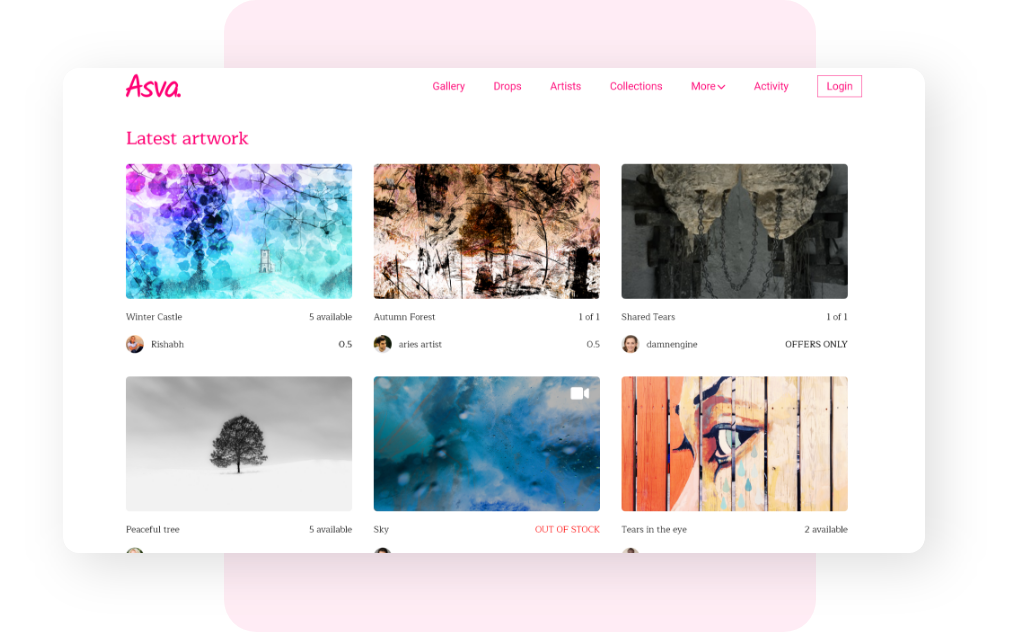 Asva.
Gallery Drops Artists Collections More Activity Login
Latest artwork
Winter Castle 5 available
Rishabh 0.5
Autumn Forest 1 of 1
aries artist 0.5
Shared Tears 1 of 1
damnengine OFFERS ONLY
Peaceful tree 5 available
Sky OUT OF STOCK
Tears in the eye 2 available